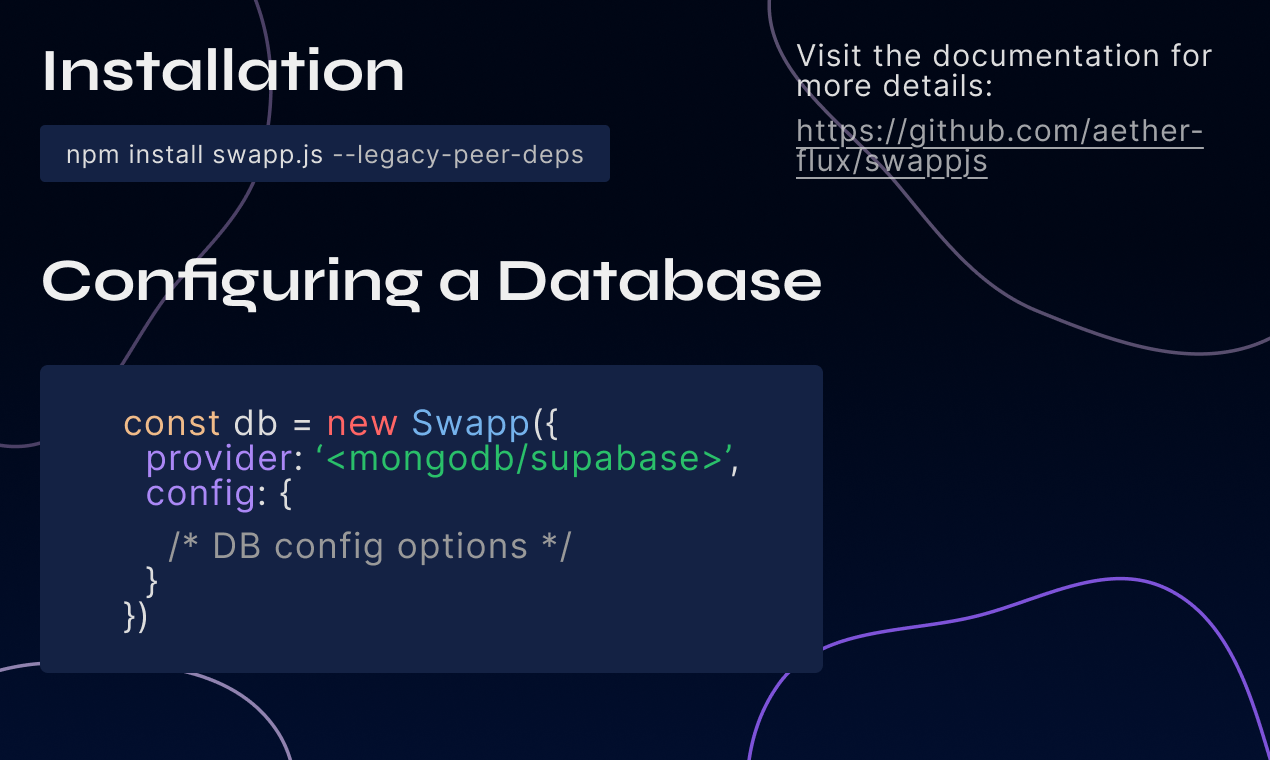 Installation
npm install swapp.js --legacy-peer-deps
Visit the documentation for
more details:
https://github.com/aether-
flux/swappjs
Configuring a Database
const db = new Swapp({
provider: ‘<mongodb/supabase>’,
config: {
/* DB config options */
}
})